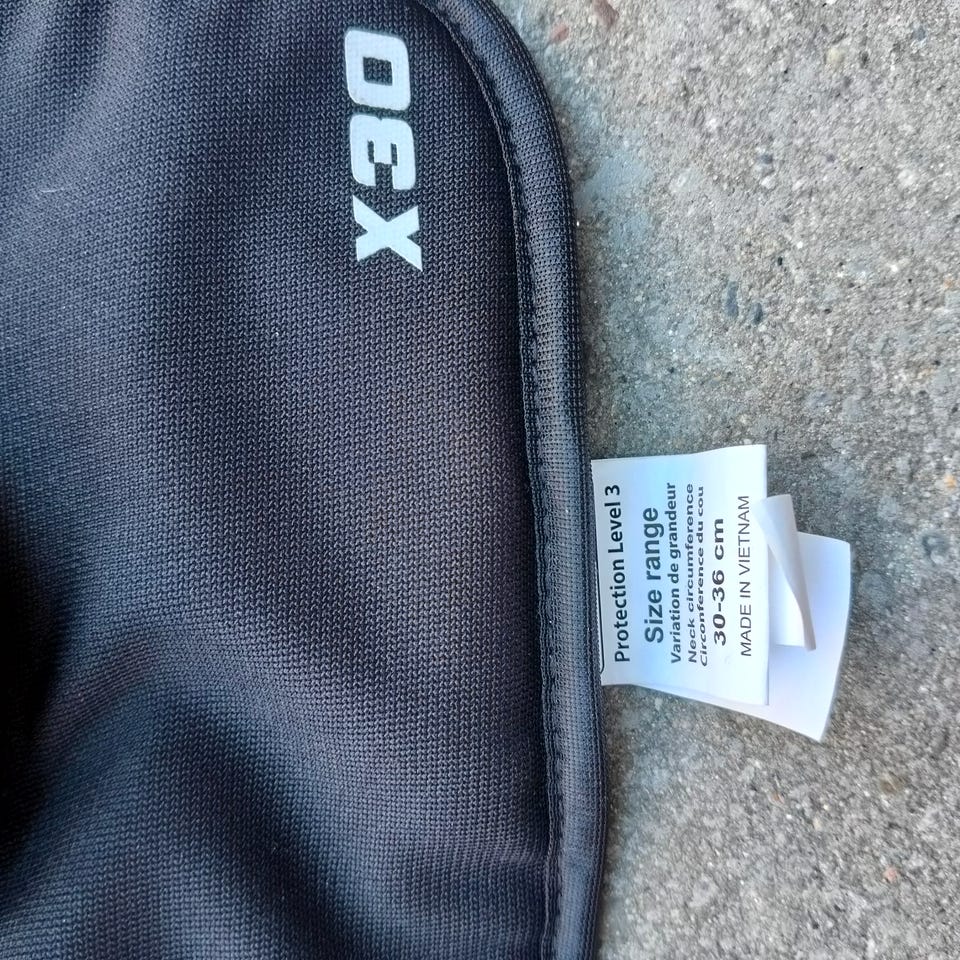 X30
Protection Level 3
Size range
Variation de grandeur
Neck circumference
Circonference du cou
30-36 cm
MADE IN VIETNAM